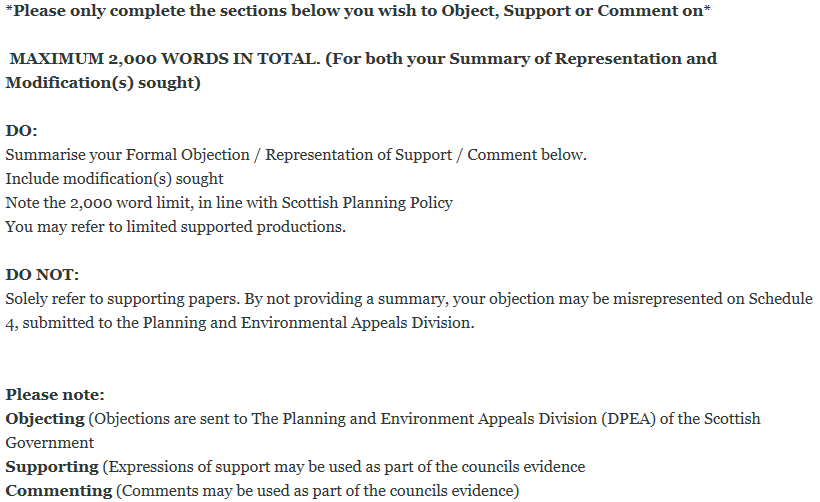 *Please only complete the sections below you wish to Object, Support or Comment on*
MAXIMUM 2,000 WORDS IN TOTAL. (For both your Summary of Representation and
Modification(s) sought)
DO:
Summarise your Formal Objection / Representation of Support / Comment below.
Include modification(s) sought
Note the 2,000 word limit, in line with Scottish Planning Policy
You may refer to limited supported productions.
DO NOT:
Solely refer to supporting papers. By not providing a summary, your objection may be misrepresented on Schedule
4, submitted to the Planning and Environmental Appeals Division.
Please note:
Objecting (Objections are sent to The Planning and Environment Appeals Division (DPEA) of the Scottish
Government
Supporting (Expressions of support may be used as part of the councils evidence
Commenting (Comments may be used as part of the councils evidence)